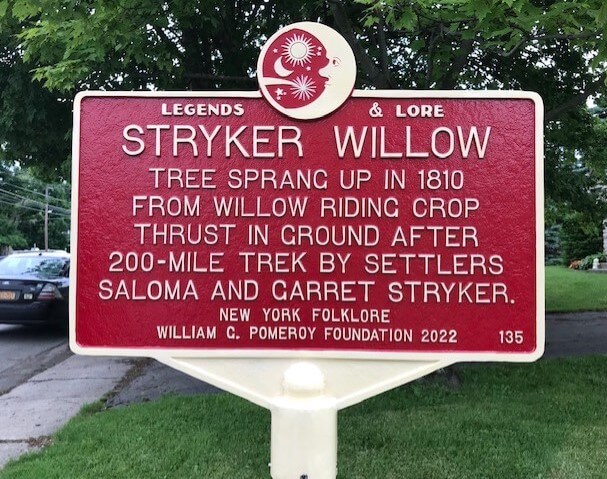 LEGENDS & LORE
STRYKER WILLOW
TREE SPRANG UP IN 1810
FROM WILLOW RIDING CROP
THRUST IN GROUND AFTER
200-MILE TREK BY SETTLERS
SALOMA AND GARRET STRYKER.
NEW YORK FOLKLORE
WILLIAM G. POMEROY FOUNDATION 2022 135